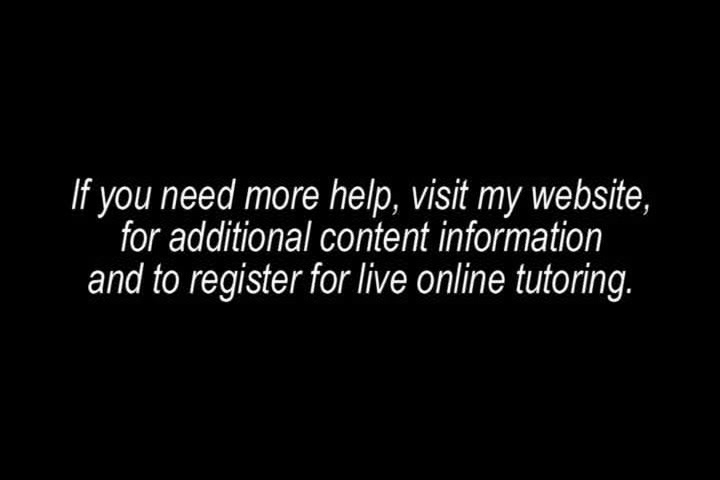 If you need more help, visit my website,
for additional content information
and to register for live online tutoring.